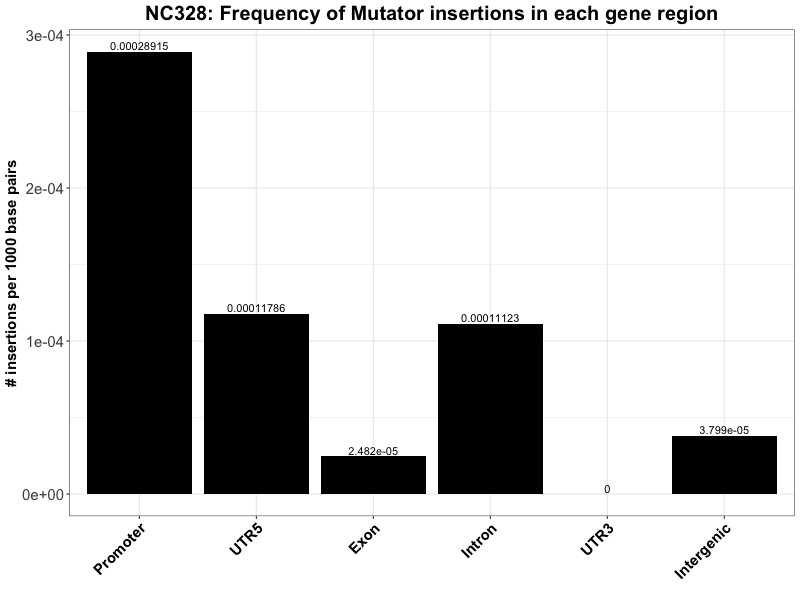 NC328: Frequency of Mutator insertions in each gene region
# insertions per 1000 base pairs
3e-04
2e-04
1e-04
0e+00
0.00028915
0.00011786
2.482e-05
0.00011123
0
3.799e-05
Promoter
UTR5
Exon
Intron
UTR3
Intergenic